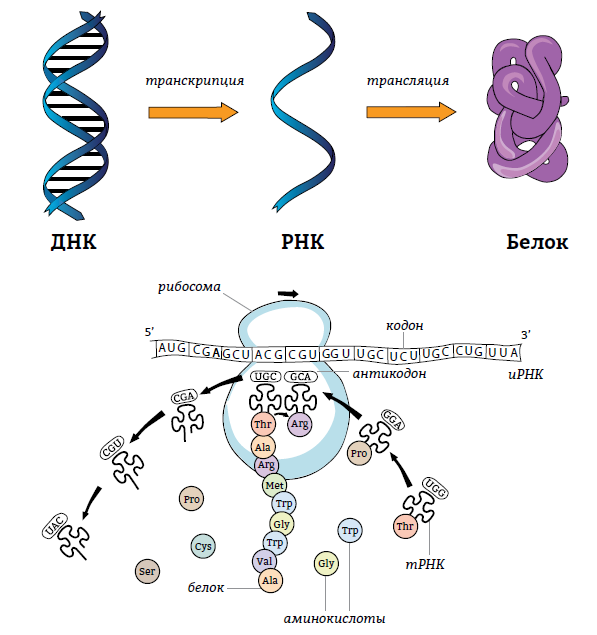 транскрипция
трансляция
ДНК
РНК
Белок
рибосома
5’
AUG CGA GCU ACG CGU GGU UGC UCU UGC CUG UUA
3’
кодон
иРНК
антикодон
UGC
GCA
CGA
CGU
UAC
GGA
UGG
Thr
Arg
Ala
Arg
Met
Trp
Gly
Trp
Val
Ala
Pro
Thr
Pro
Cys
Ser
Trp
Gly
тРНК
белок
аминокислоты